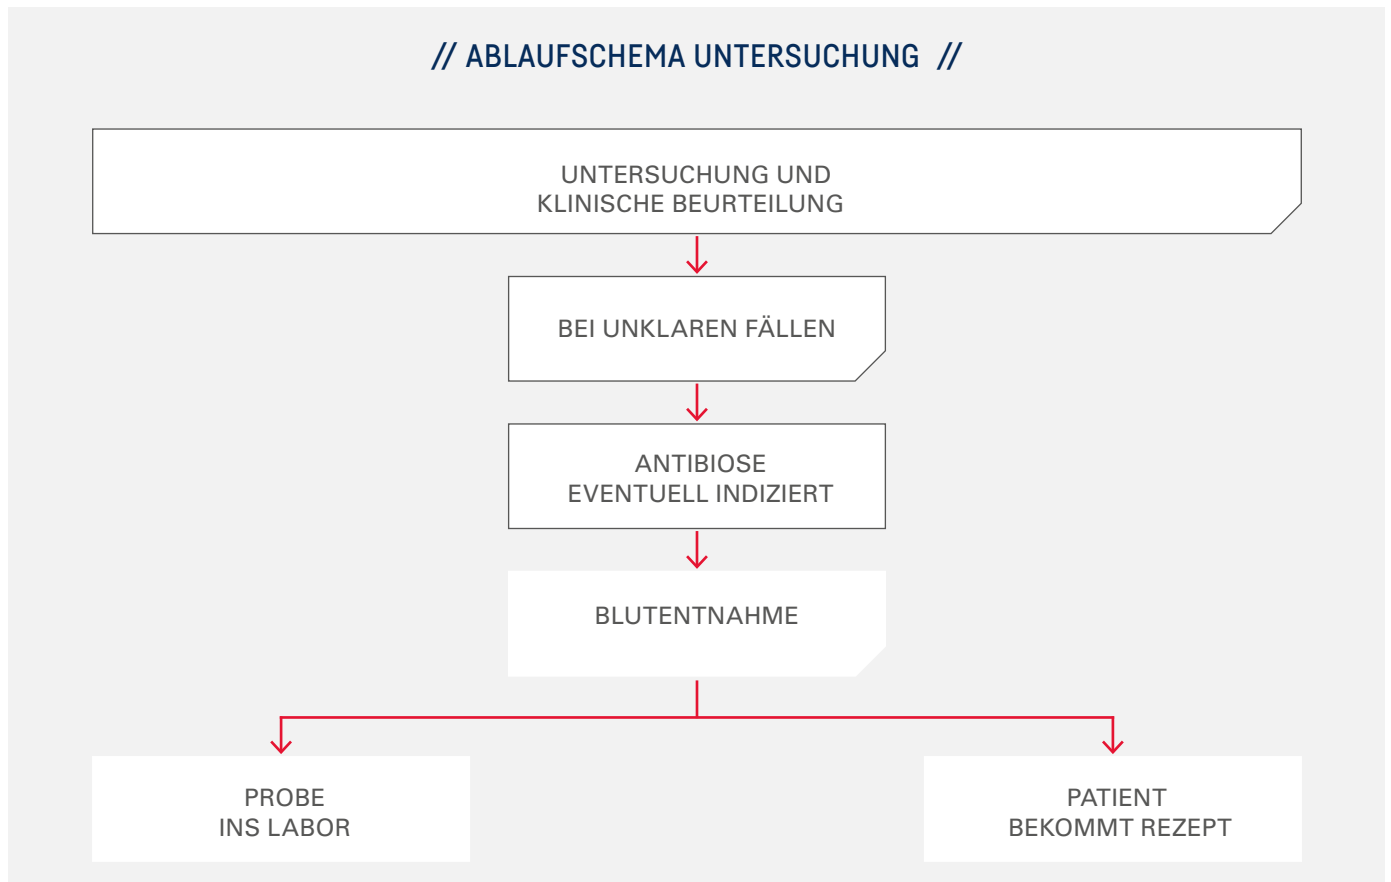 // ABLAUFSCHEMA UNTERSUCHUNG //
UNTERSUCHUNG UND
KLINISCHE BEURTEILUNG
BEI UNKLAREN FÄLLEN
ANTIBIOSE
EVENTUELL INDIZIERT
BLUTENTNAHME
PROBE
INS LABOR
PATIENT
BEKOMMT REZEPT